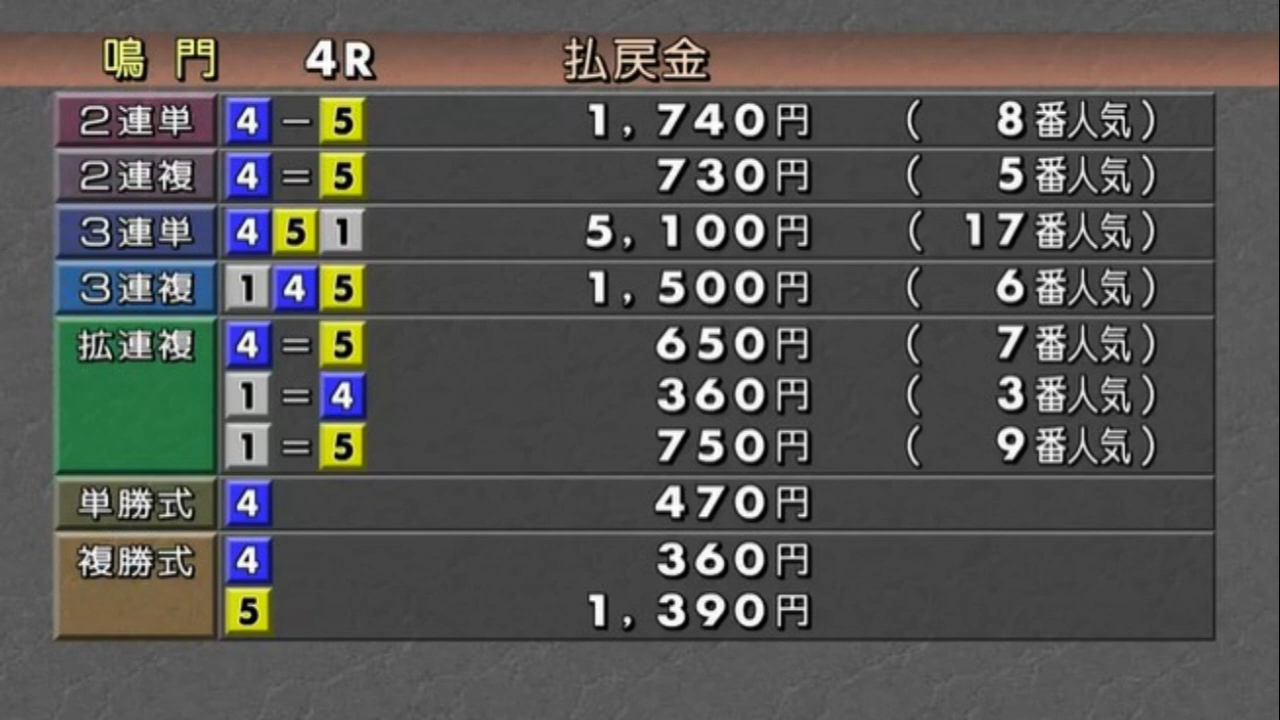 鳴門 4R 払戻金
2連単 4－5 1,740円 ( 8番人気)
2連複 4＝5 730円 ( 5番人気)
3連単 4 5 1 5,100円 ( 17番人気)
3連複 1 4 5 1,500円 ( 6番人気)
拡連複 4＝5 650円 ( 7番人気)
1＝4 360円 ( 3番人気)
1＝5 750円 ( 9番人気)
単勝式 4 470円
複勝式 4 360円
5 1,390円